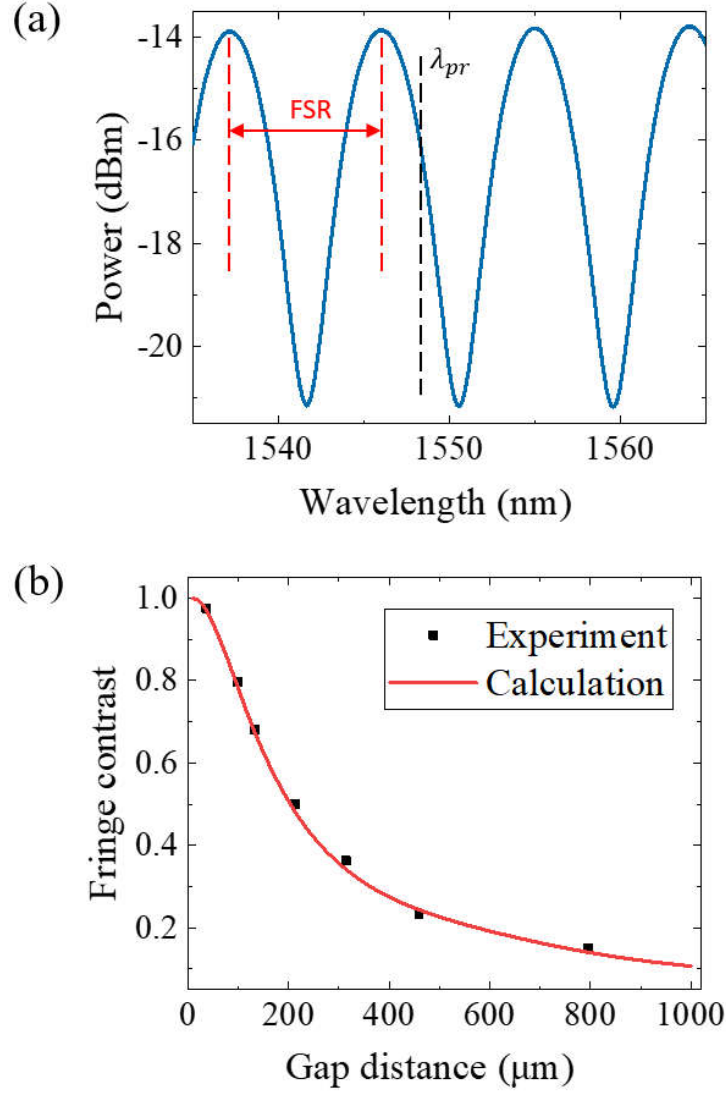 (a)
-14
-16
-18
-20
Power (dBm)
FSR
λpr
1540
1550
1560
Wavelength (nm)
(b)
1.0
0.8
0.6
0.4
0.2
Fringe contrast
Experiment
Calculation
0
200
400
600
800
1000
Gap distance (μm)